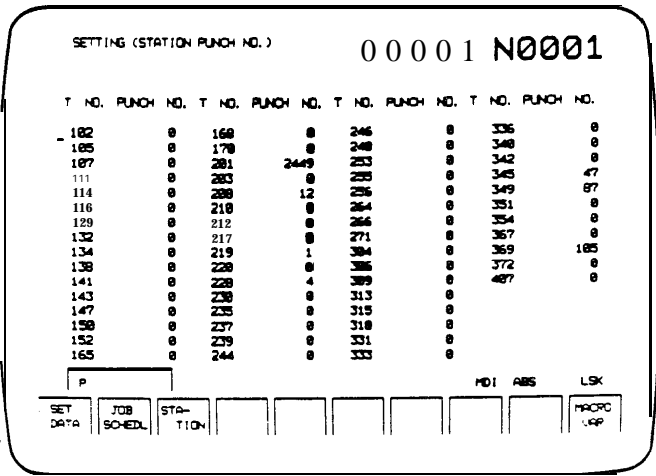 SETTING (STATION PUNCH NO.) 00001 N0001
T NO. PUNCH NO. T NO. PUNCH NO. T NO. PUNCH NO. T NO. PUNCH NO.
102 0 160 0 246 0 336 0
105 0 170 0 248 0 340 0
107 0 201 2449 253 0 342 0
111 0 203 0 255 0 345 47
114 0 208 12 256 0 349 87
116 0 210 0 264 0 351 0
129 0 212 0 266 0 354 0
132 0 217 0 271 0 367 0
134 0 219 1 304 0 369 105
138 0 220 0 306 0 372 0
141 0 228 4 309 0 407 0
143 0 230 0 313 0
147 0 235 0 315 0
150 0 237 0 318 0
152 0 239 0 331 0
165 0 244 0 333 0
P MDI ABS LSK
SET DATA JOB SCHEDL STA- TION MACRO VAR